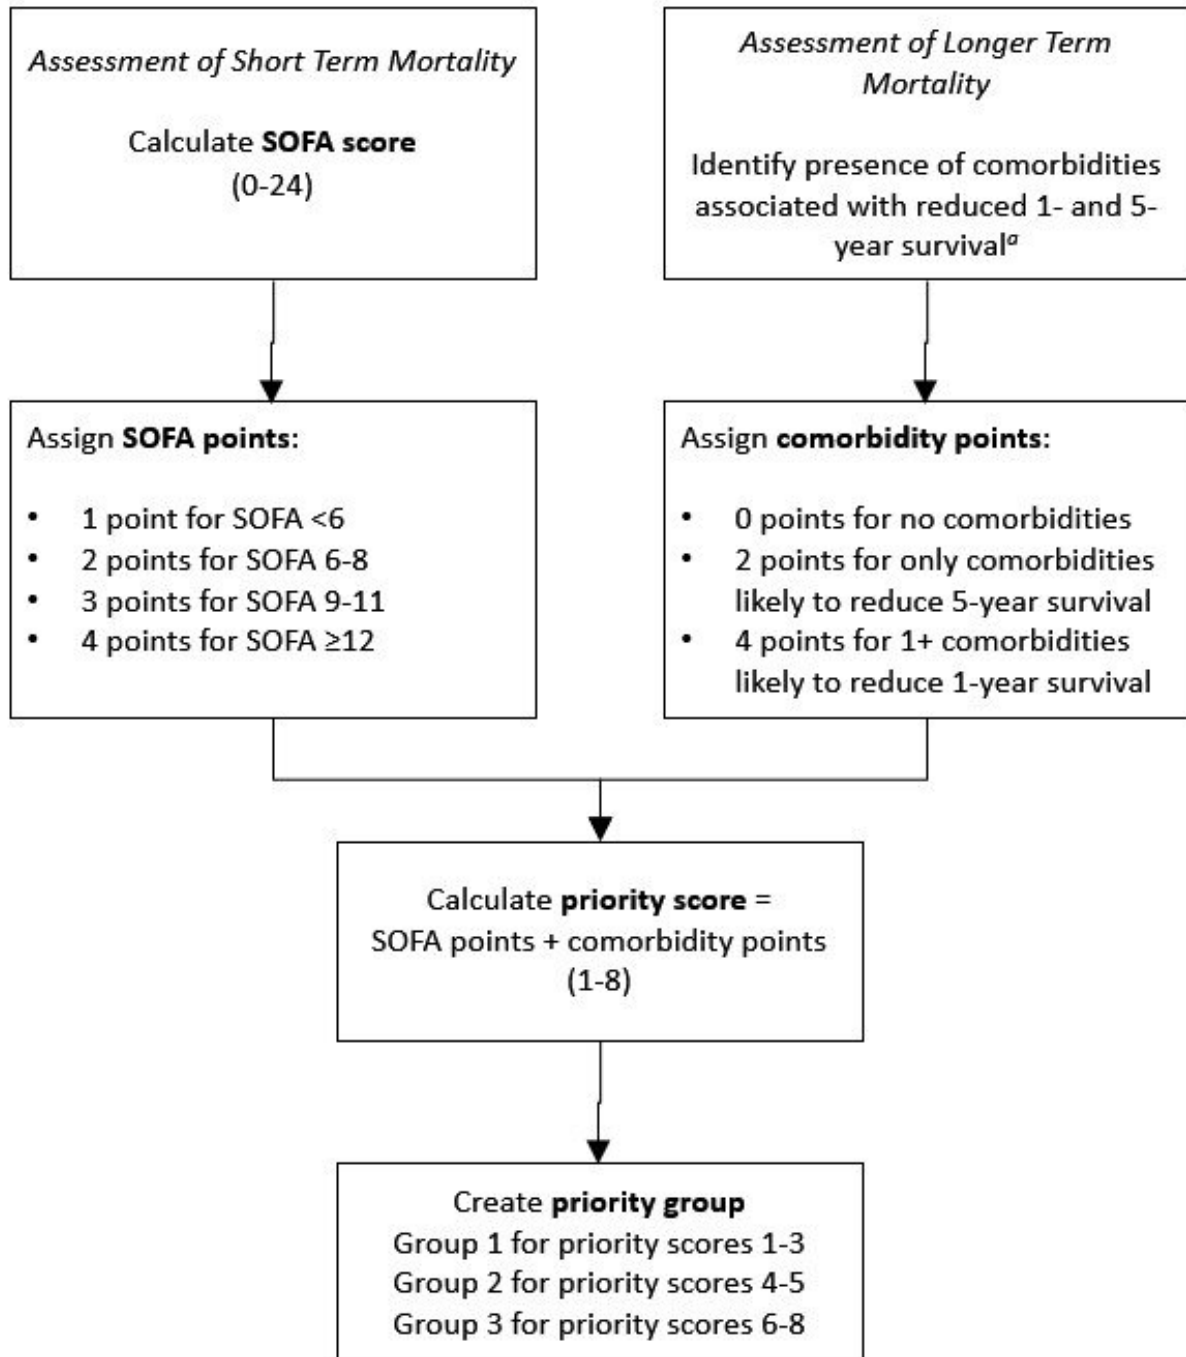 Assessment of Short Term Mortality
Calculate SOFA score
(0-24)
Assessment of Longer Term
Mortality
Identify presence of comorbidities
associated with reduced 1- and 5-
year survivalᵃ
Assign SOFA points:
• 1 point for SOFA <6
• 2 points for SOFA 6-8
• 3 points for SOFA 9-11
• 4 points for SOFA ≥12
Assign comorbidity points:
• 0 points for no comorbidities
• 2 points for only comorbidities
likely to reduce 5-year survival
• 4 points for 1+ comorbidities
likely to reduce 1-year survival
Calculate priority score =
SOFA points + comorbidity points
(1-8)
Create priority group
Group 1 for priority scores 1-3
Group 2 for priority scores 4-5
Group 3 for priority scores 6-8